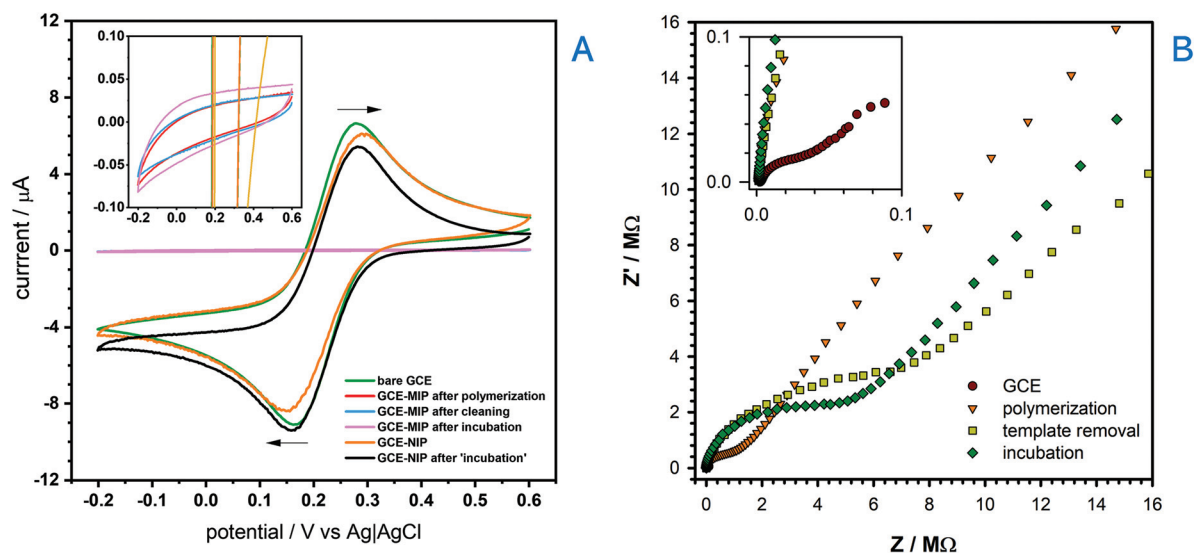 A
12
8
4
0
-4
-8
-12
currrent / µA
0.10
0.05
0.00
-0.05
-0.10
-0.2 0.0 0.2 0.4 0.6
bare GCE
GCE-MIP after polymerization
GCE-MIP after cleaning
GCE-MIP after incubation
GCE-NIP
GCE-NIP after 'incubation'
-0.2 -0.1 0.0 0.1 0.2 0.3 0.4 0.5 0.6
potential / V vs Ag|AgCl
B
16
14
12
10
8
6
4
2
0
Z' / MΩ
0.1
0.0
0.0 0.1
GCE
polymerization
template removal
incubation
0 2 4 6 8 10 12 14 16
Z / MΩ